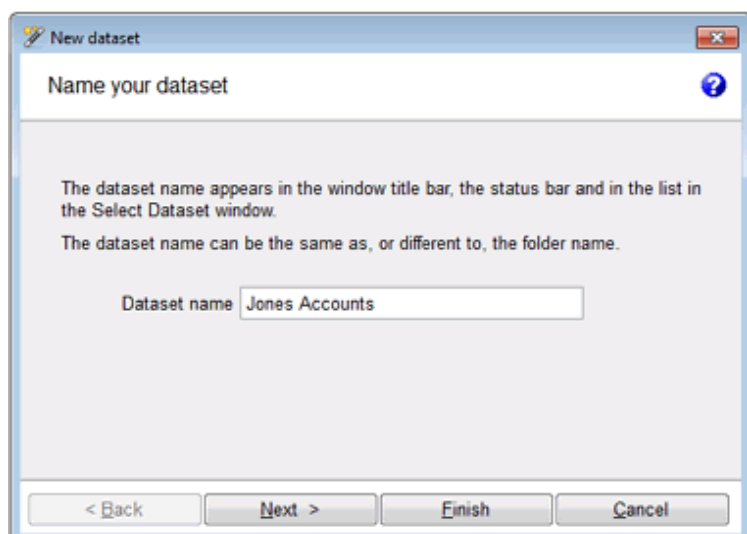 New dataset
Name your dataset
The dataset name appears in the window title bar, the status bar and in the list in
the Select Dataset window.
The dataset name can be the same as, or different to, the folder name.
Dataset name Jones Accounts
< Back Next > Finish Cancel